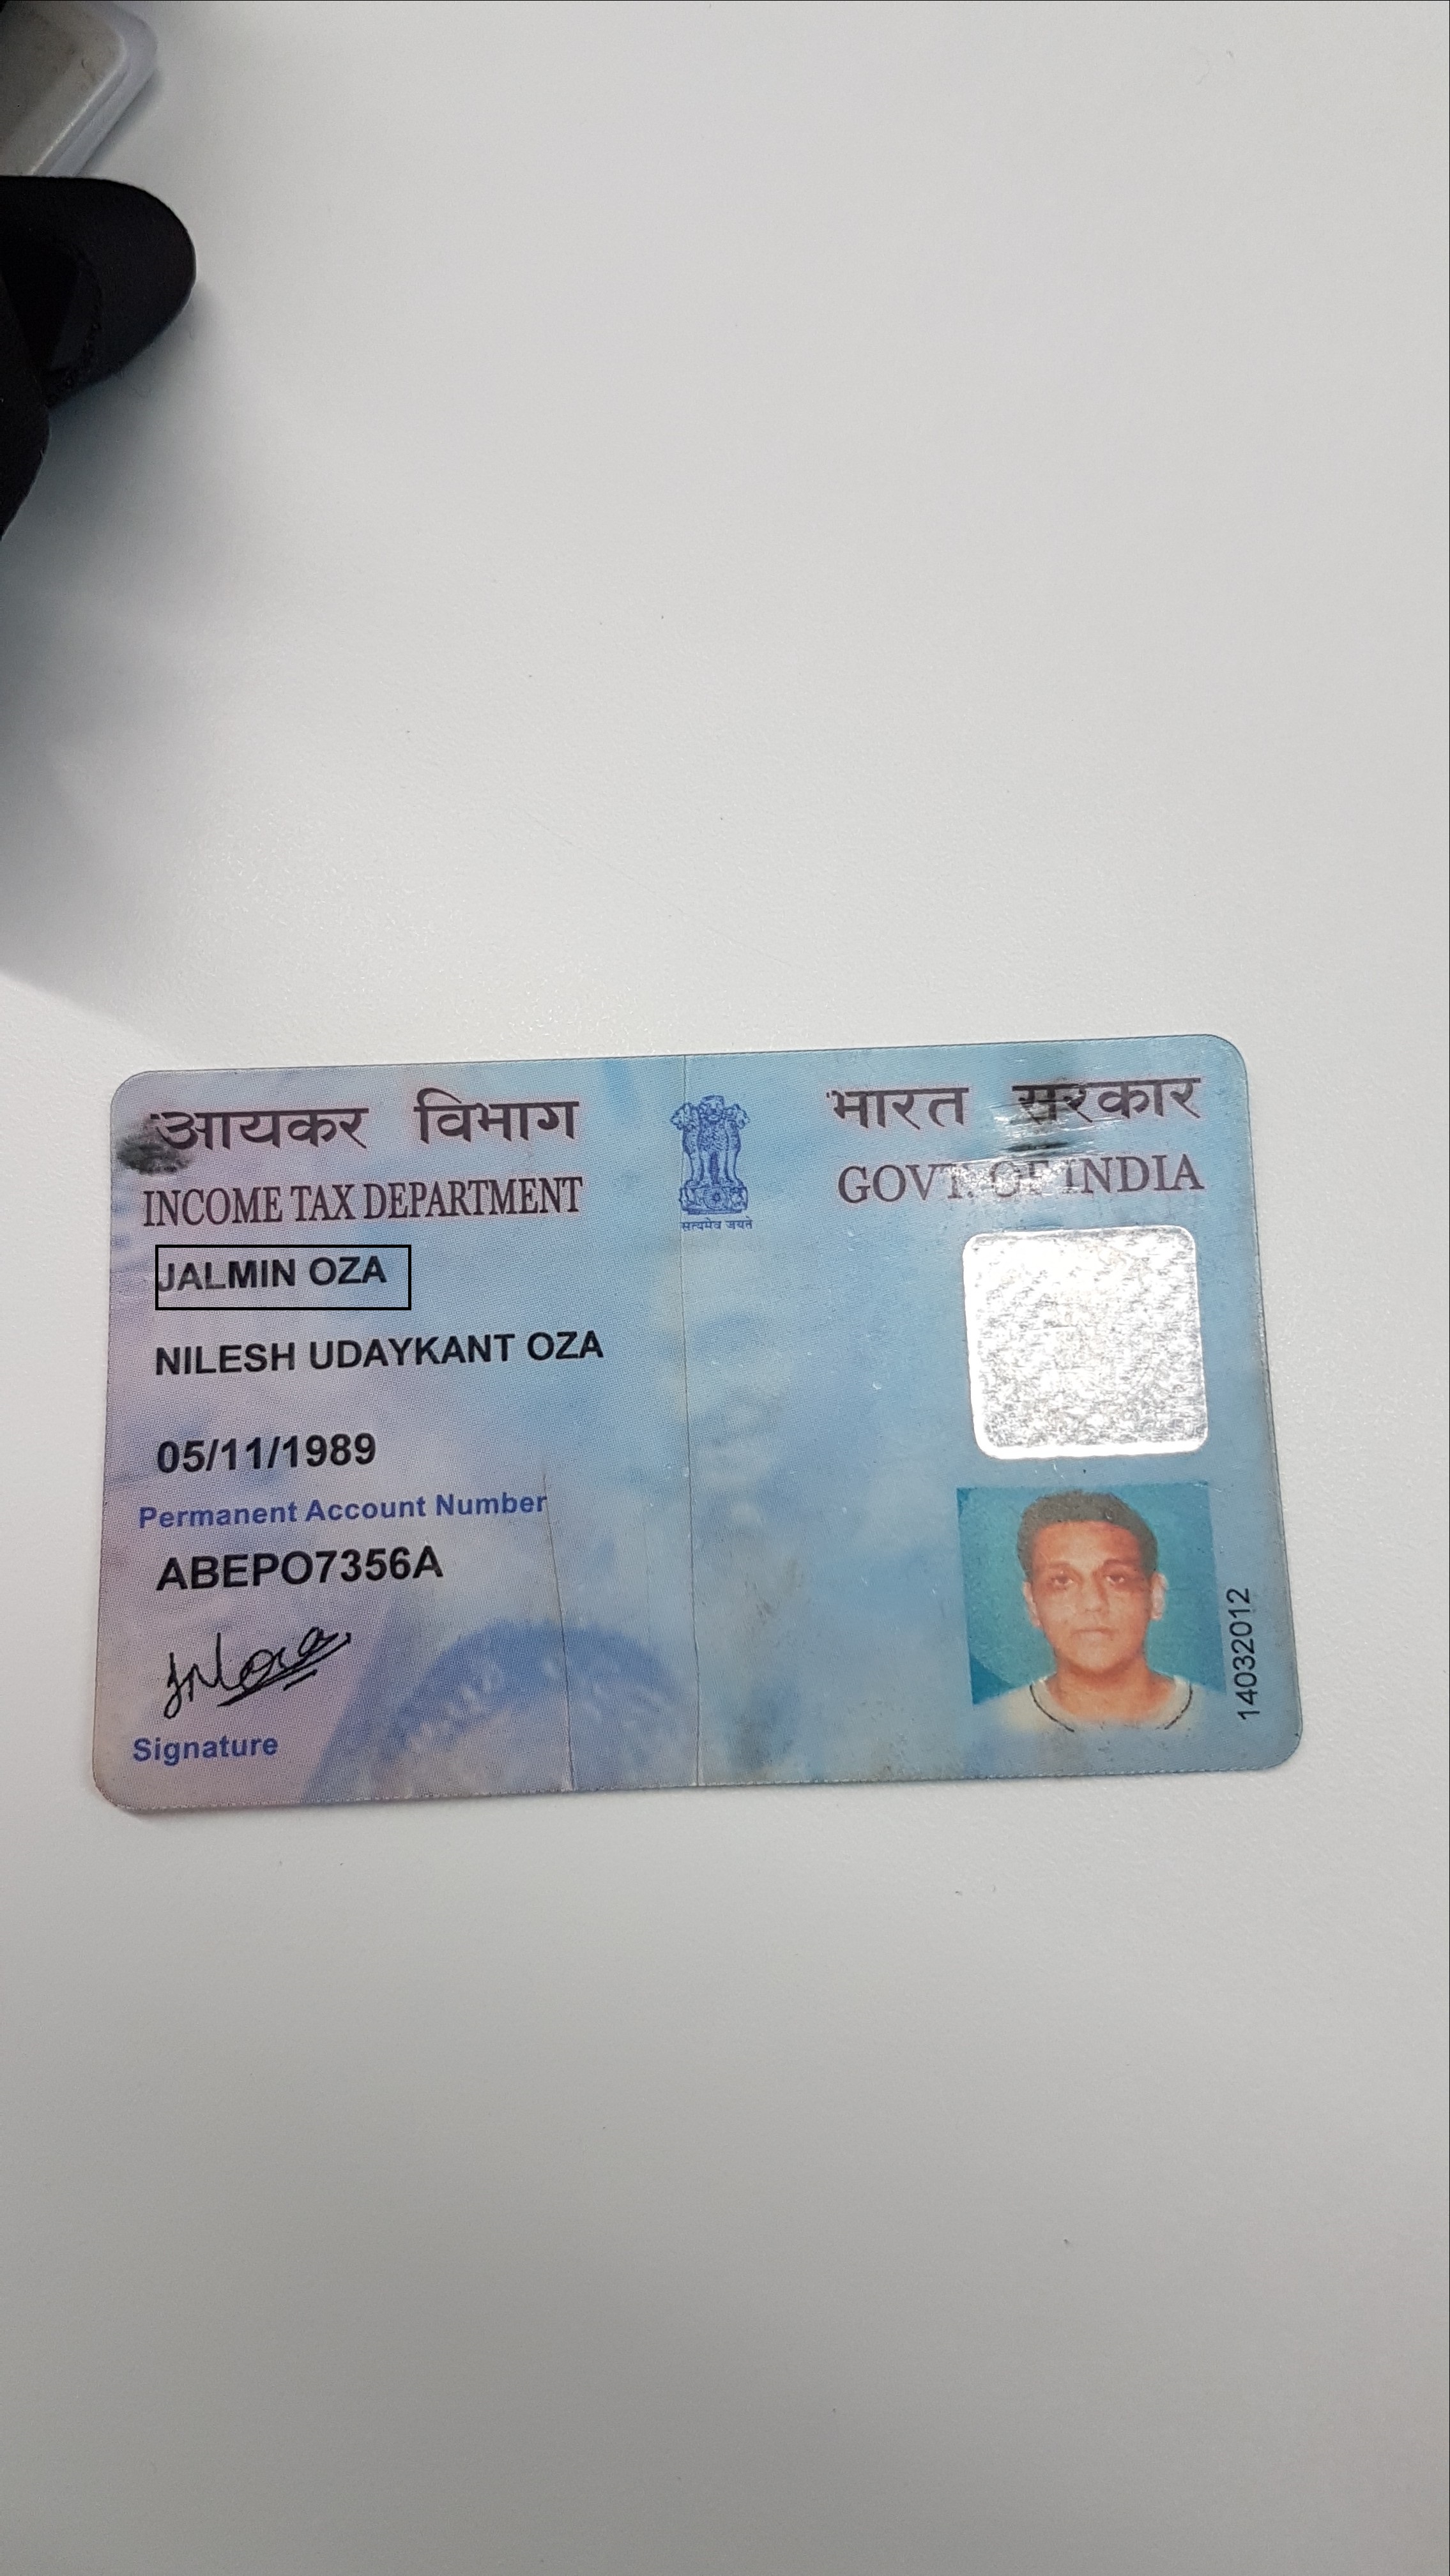 आयकर विभाग
भारत सरकार
INCOME TAX DEPARTMENT
GOVT. OF INDIA
सत्यमेव जयते
JALMIN OZA
NILESH UDAYKANT OZA
05/11/1989
Permanent Account Number
ABEPO7356A
Signature
14032012